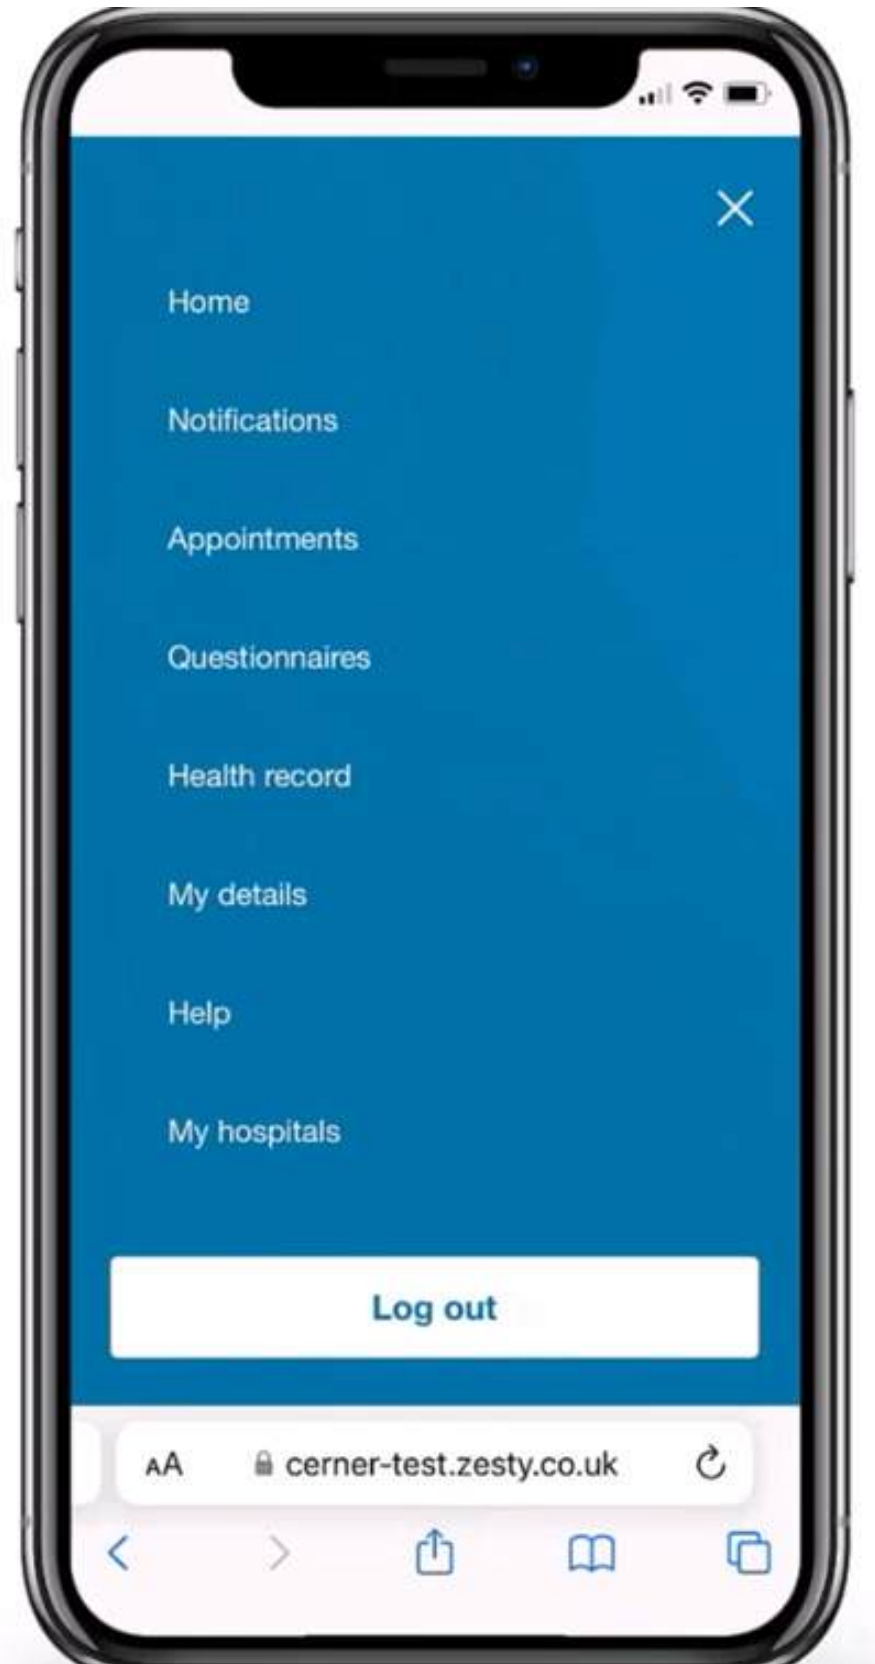 Home
Notifications
Appointments
Questionnaires
Health record
My details
Help
My hospitals
Log out
AA cerner-test.zesty.co.uk